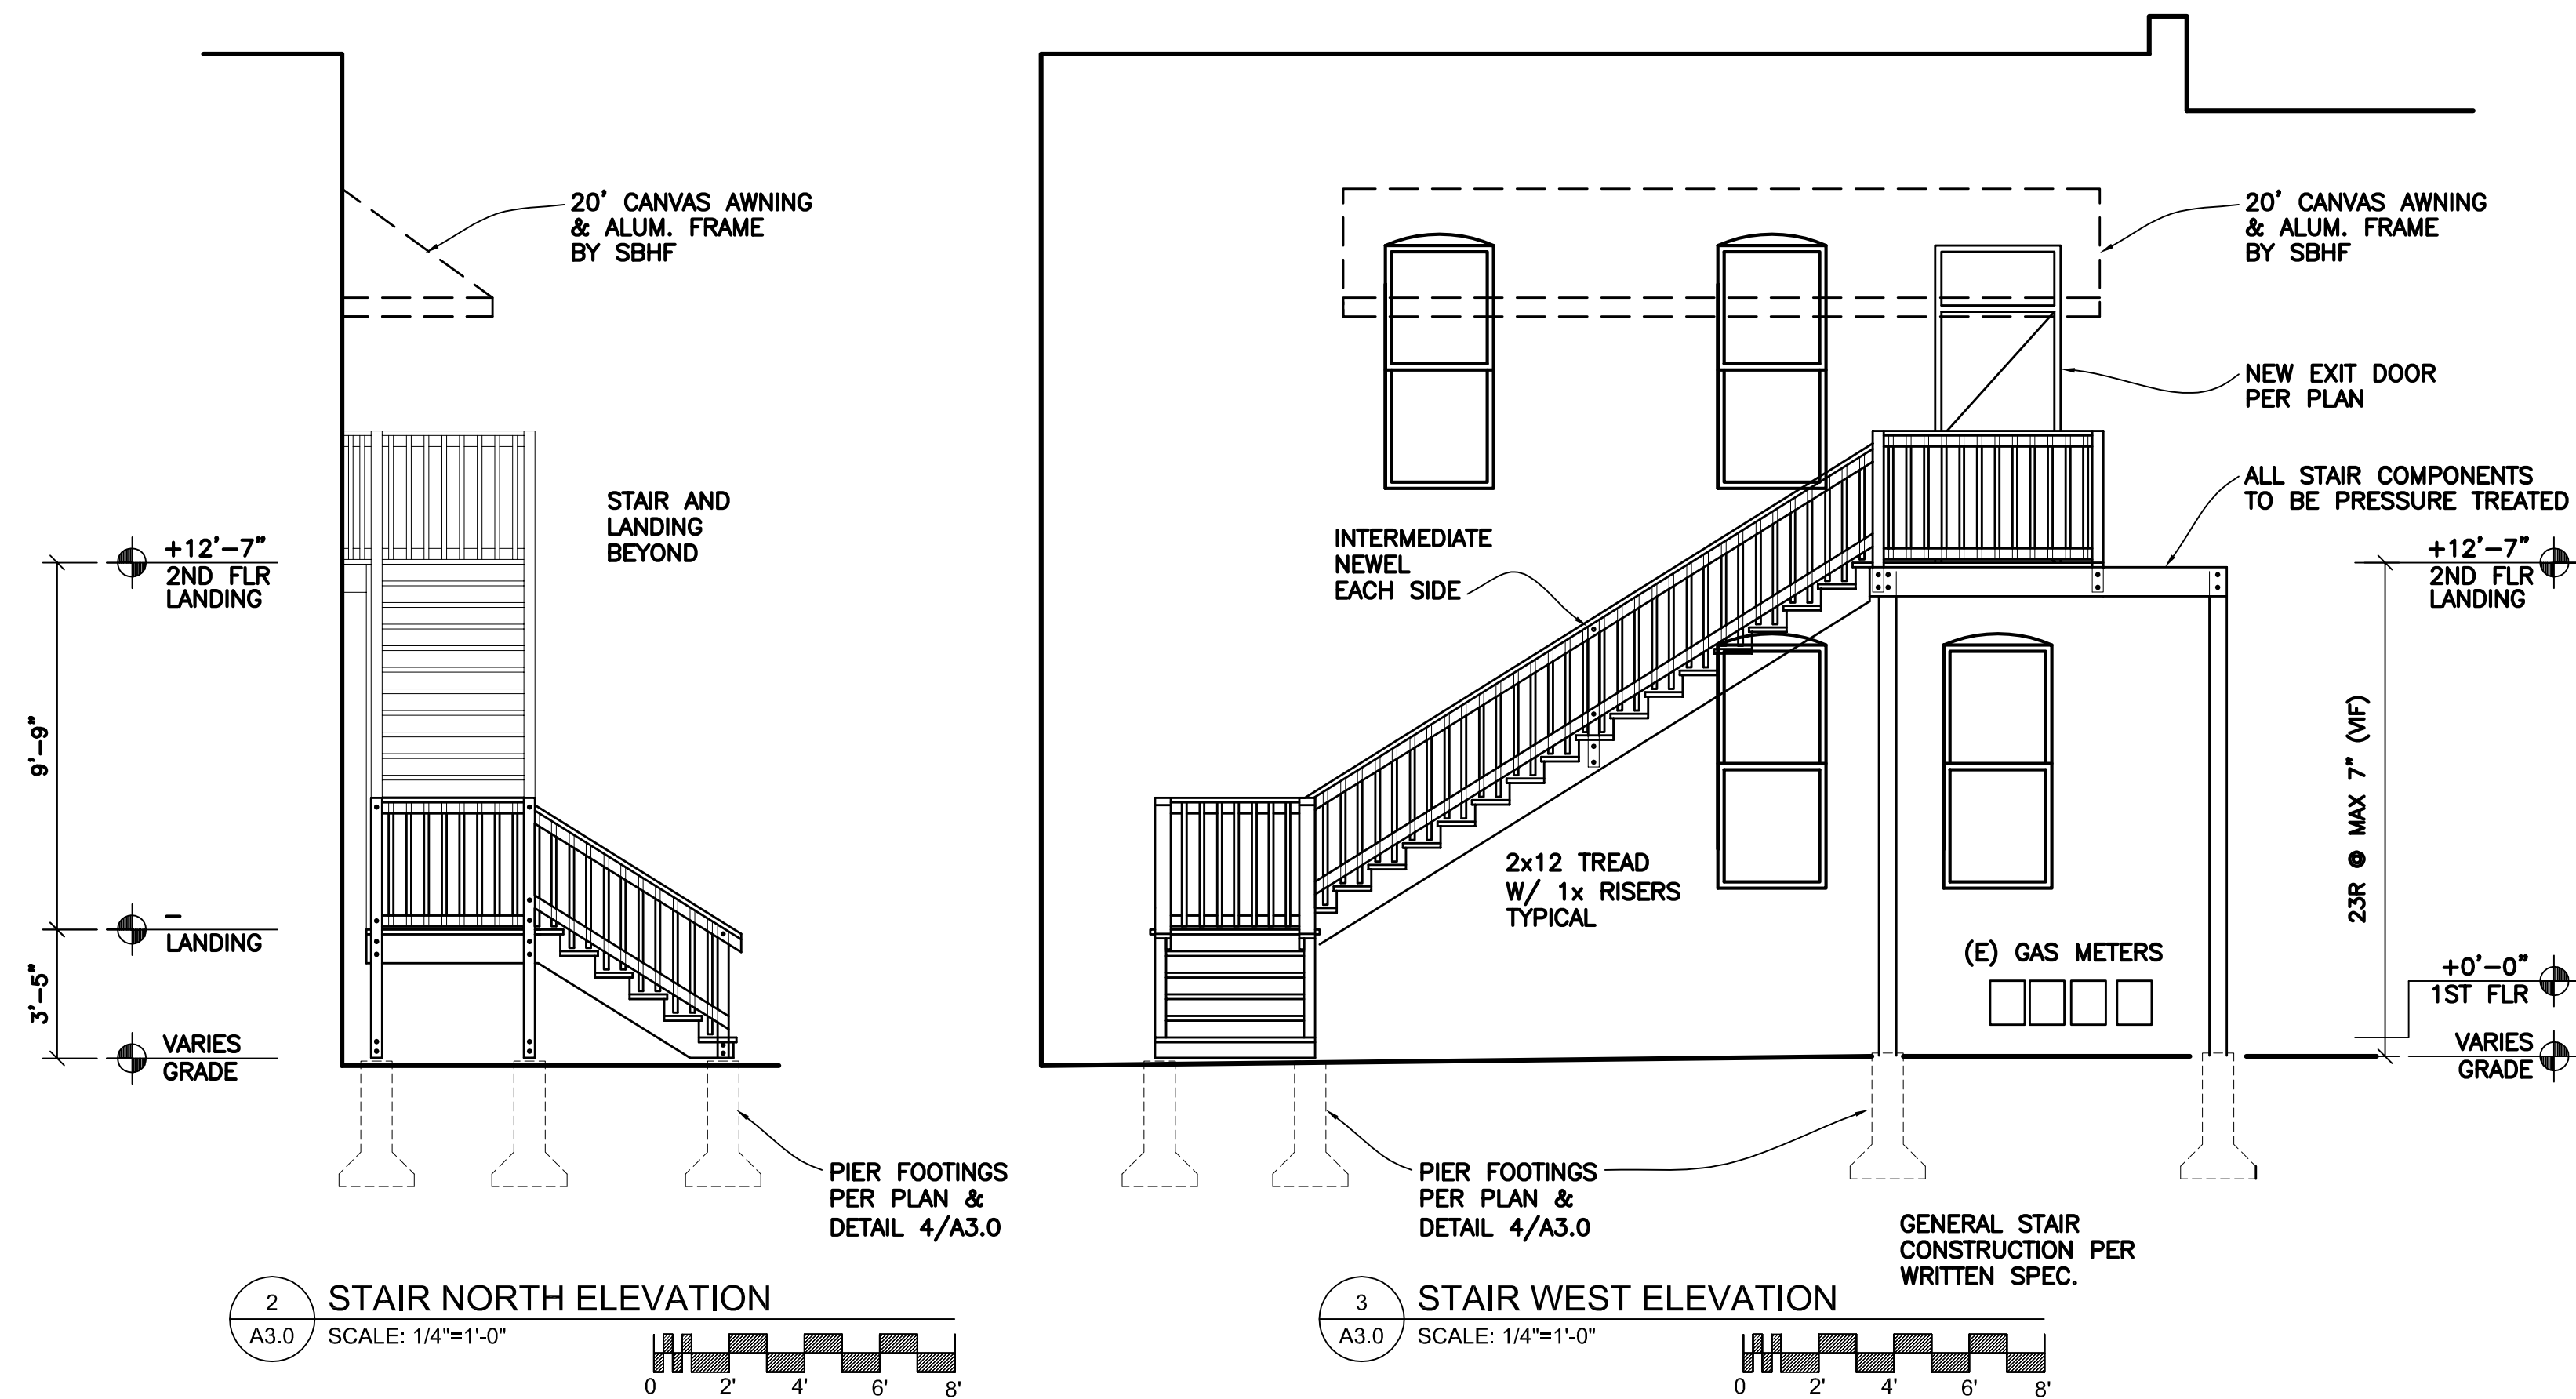 20' CANVAS AWNING
& ALUM. FRAME
BY SBHF
STAIR AND
LANDING
BEYOND
+12'-7"
2ND FLR
LANDING
9'-9"
-
LANDING
3'-5"
VARIES
GRADE
PIER FOOTINGS
PER PLAN &
DETAIL 4/A3.0
2
A3.0
STAIR NORTH ELEVATION
SCALE: 1/4"=1'-0"
0 2' 4' 6' 8'
20' CANVAS AWNING
& ALUM. FRAME
BY SBHF
NEW EXIT DOOR
PER PLAN
ALL STAIR COMPONENTS
TO BE PRESSURE TREATED
INTERMEDIATE
NEWEL
EACH SIDE
+12'-7"
2ND FLR
LANDING
2x12 TREAD
W/ 1x RISERS
TYPICAL
23R @ MAX 7" (VIF)
(E) GAS METERS
+0'-0"
1ST FLR
VARIES
GRADE
PIER FOOTINGS
PER PLAN &
DETAIL 4/A3.0
GENERAL STAIR
CONSTRUCTION PER
WRITTEN SPEC.
3
A3.0
STAIR WEST ELEVATION
SCALE: 1/4"=1'-0"
0 2' 4' 6' 8'